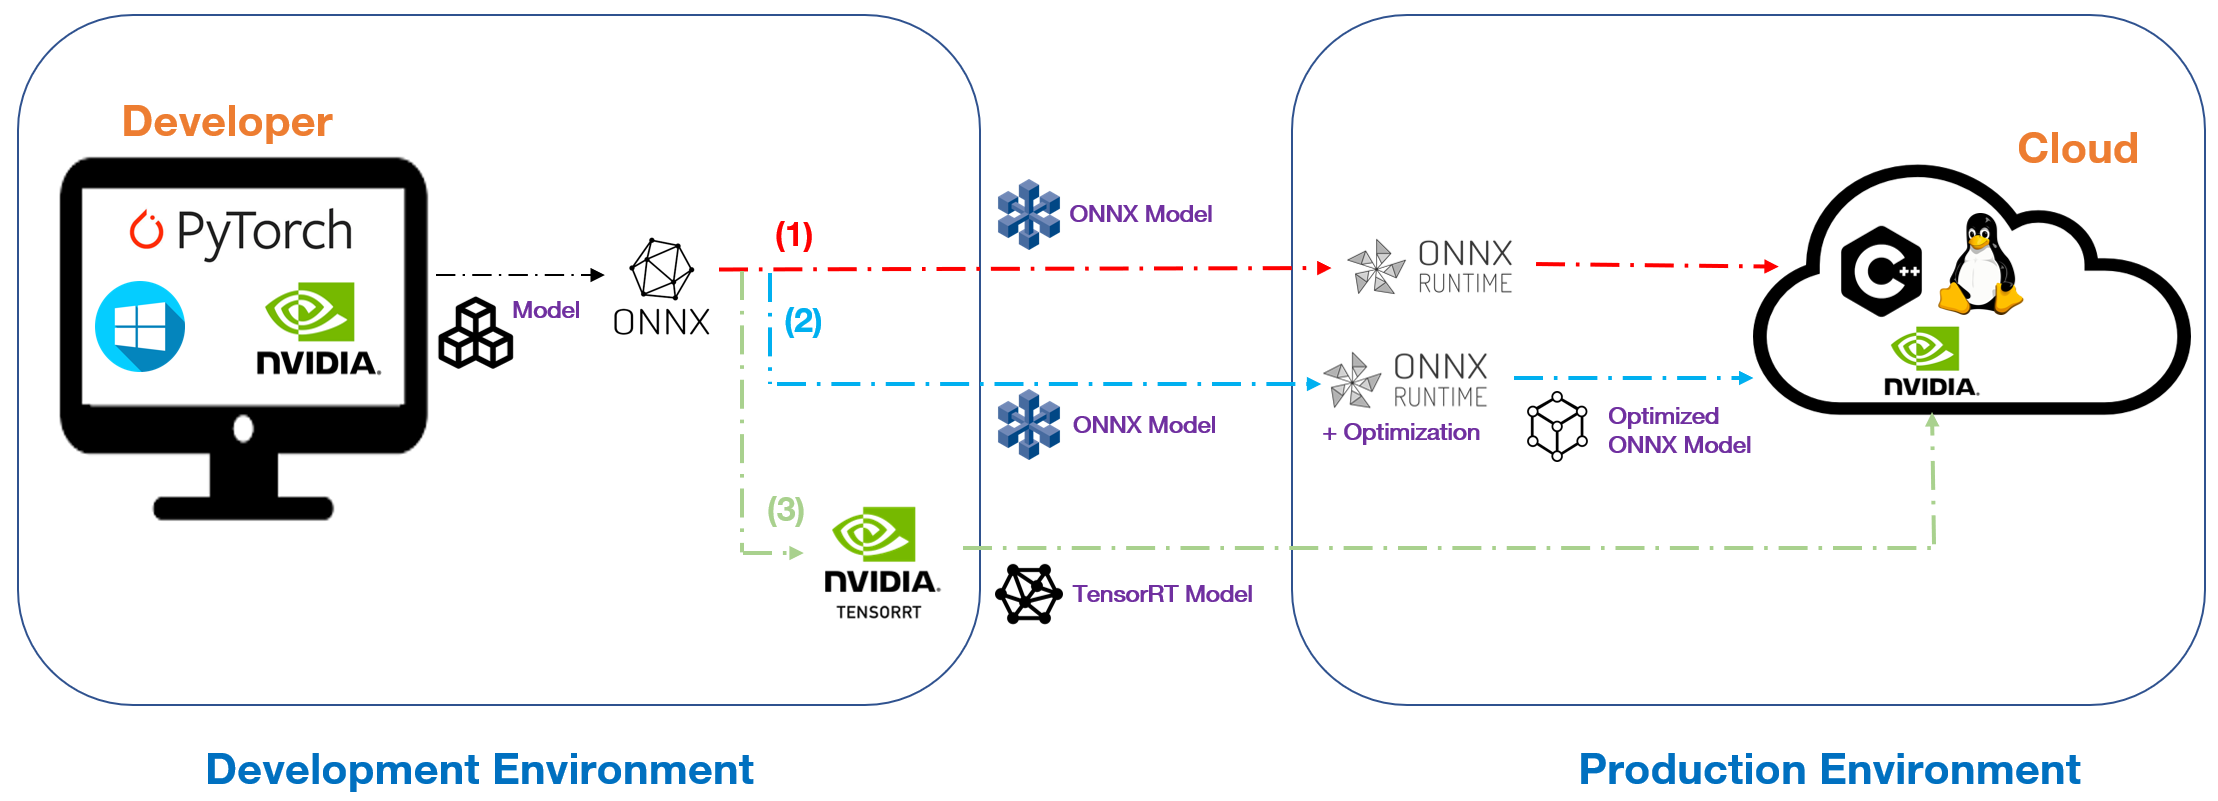 Developer
Cloud
PyTorch
NVIDIA.
Model
ONNX
(1)
ONNX Model
ONNX
RUNTIME
(2)
ONNX Model
ONNX
RUNTIME
+ Optimization
Optimized
ONNX Model
C++
NVIDIA.
(3)
NVIDIA.
TENSORRT
TensorRT Model
Development Environment
Production Environment